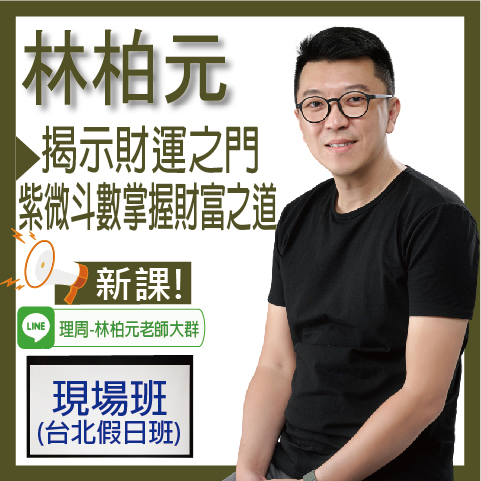 林柏元
揭示財運之門
紫微斗數掌握財富之道
新課!
LINE
理周-林柏元老師大群
現場班
(台北假日班)